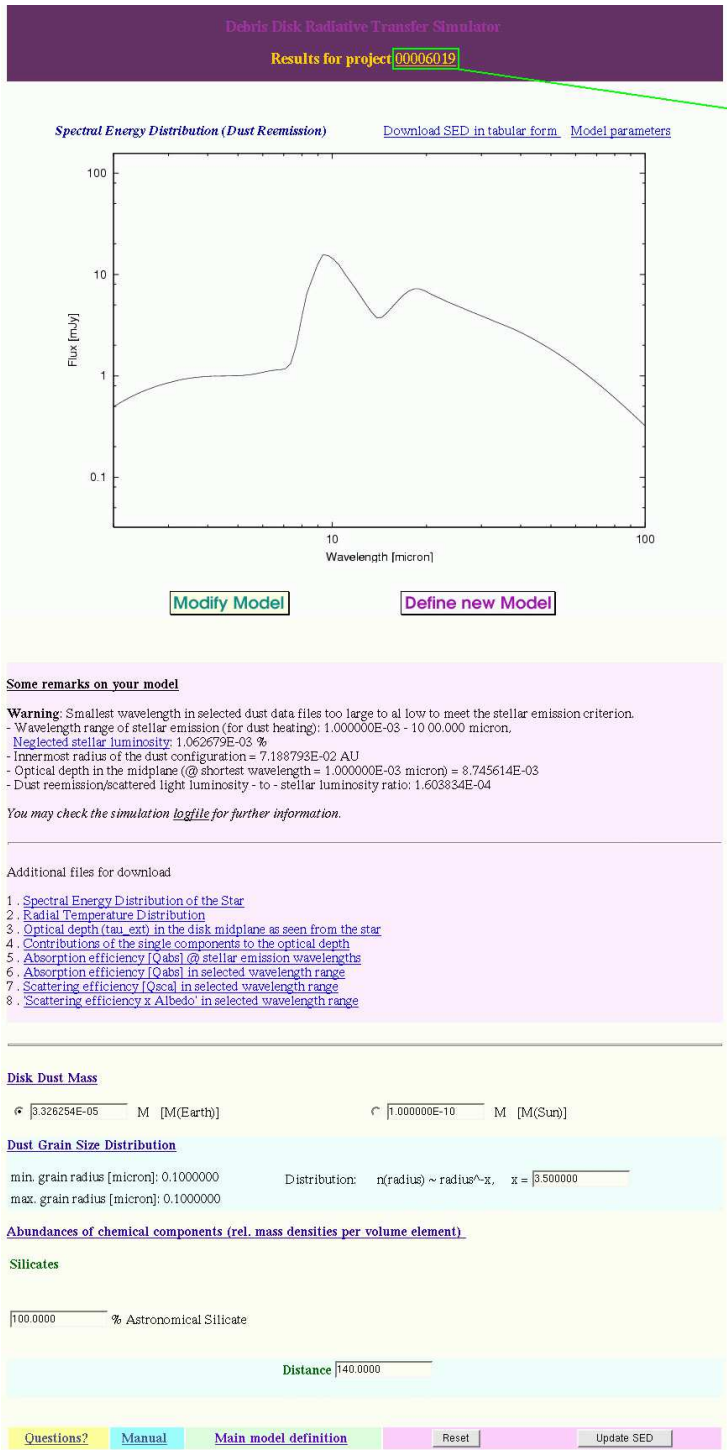 Debris Disk Radiative Transfer Simulator
Results for project 00006019
Spectral Energy Distribution (Dust Reemission) Download SED in tabular form Model parameters
100
10
1
0.1
Flux [mJy]
10 100
Wavelength [micron]
Modify Model Define new Model
Some remarks on your model
Warning: Smallest wavelength in selected dust data files too large to al low to meet the stellar emission criterion.
- Wavelength range of stellar emission (for dust heating): 1.000000E-03 - 10 00.000 micron,
Neglected stellar luminosity: 1.062679E-03 %
- Innermost radius of the dust configuration = 7.188793E-02 AU
- Optical depth in the midplane (@ shortest wavelength = 1.000000E-03 micron) = 8.745614E-03
- Dust reemission/scattered light luminosity - to - stellar luminosity ratio: 1.603834E-04
You may check the simulation logfile for further information.
Additional files for download
1 . Spectral Energy Distribution of the Star
2 . Radial Temperature Distribution
3 . Optical depth (tau_ext) in the disk midplane as seen from the star
4 . Contributions of the single components to the optical depth
5 . Absorption efficiency [Qabs] @ stellar emission wavelengths
6 . Absorption efficiency [Qabs] in selected wavelength range
7 . Scattering efficiency [Qsca] in selected wavelength range
8 . 'Scattering efficiency x Albedo' in selected wavelength range
Disk Dust Mass
3.326254E-05 M [M(Earth)] 1.000000E-10 M [M(Sun)]
Dust Grain Size Distribution
min. grain radius [micron]: 0.1000000 Distribution: n(radius) ~ radius^-x, x = 3.500000
max. grain radius [micron]: 0.1000000
Abundances of chemical components (rel. mass densities per volume element)
Silicates
100.0000 % Astronomical Silicate
Distance 140.0000
Questions? Manual Main model definition Reset Update SED